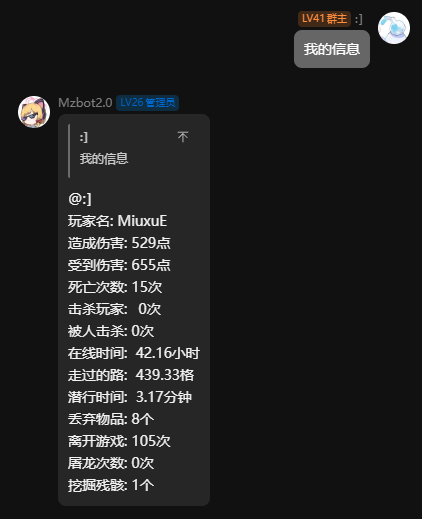 LV41 群主 :]
我的信息
Mzbot2.0 LV26 管理员
:]
我的信息
@:]
玩家名: MiuxuE
造成伤害: 529点
受到伤害: 655点
死亡次数: 15次
击杀玩家: 0次
被人击杀: 0次
在线时间: 42.16小时
走过的路: 439.33格
潜行时间: 3.17分钟
丢弃物品: 8个
离开游戏: 105次
屠龙次数: 0次
挖掘残骸: 1个